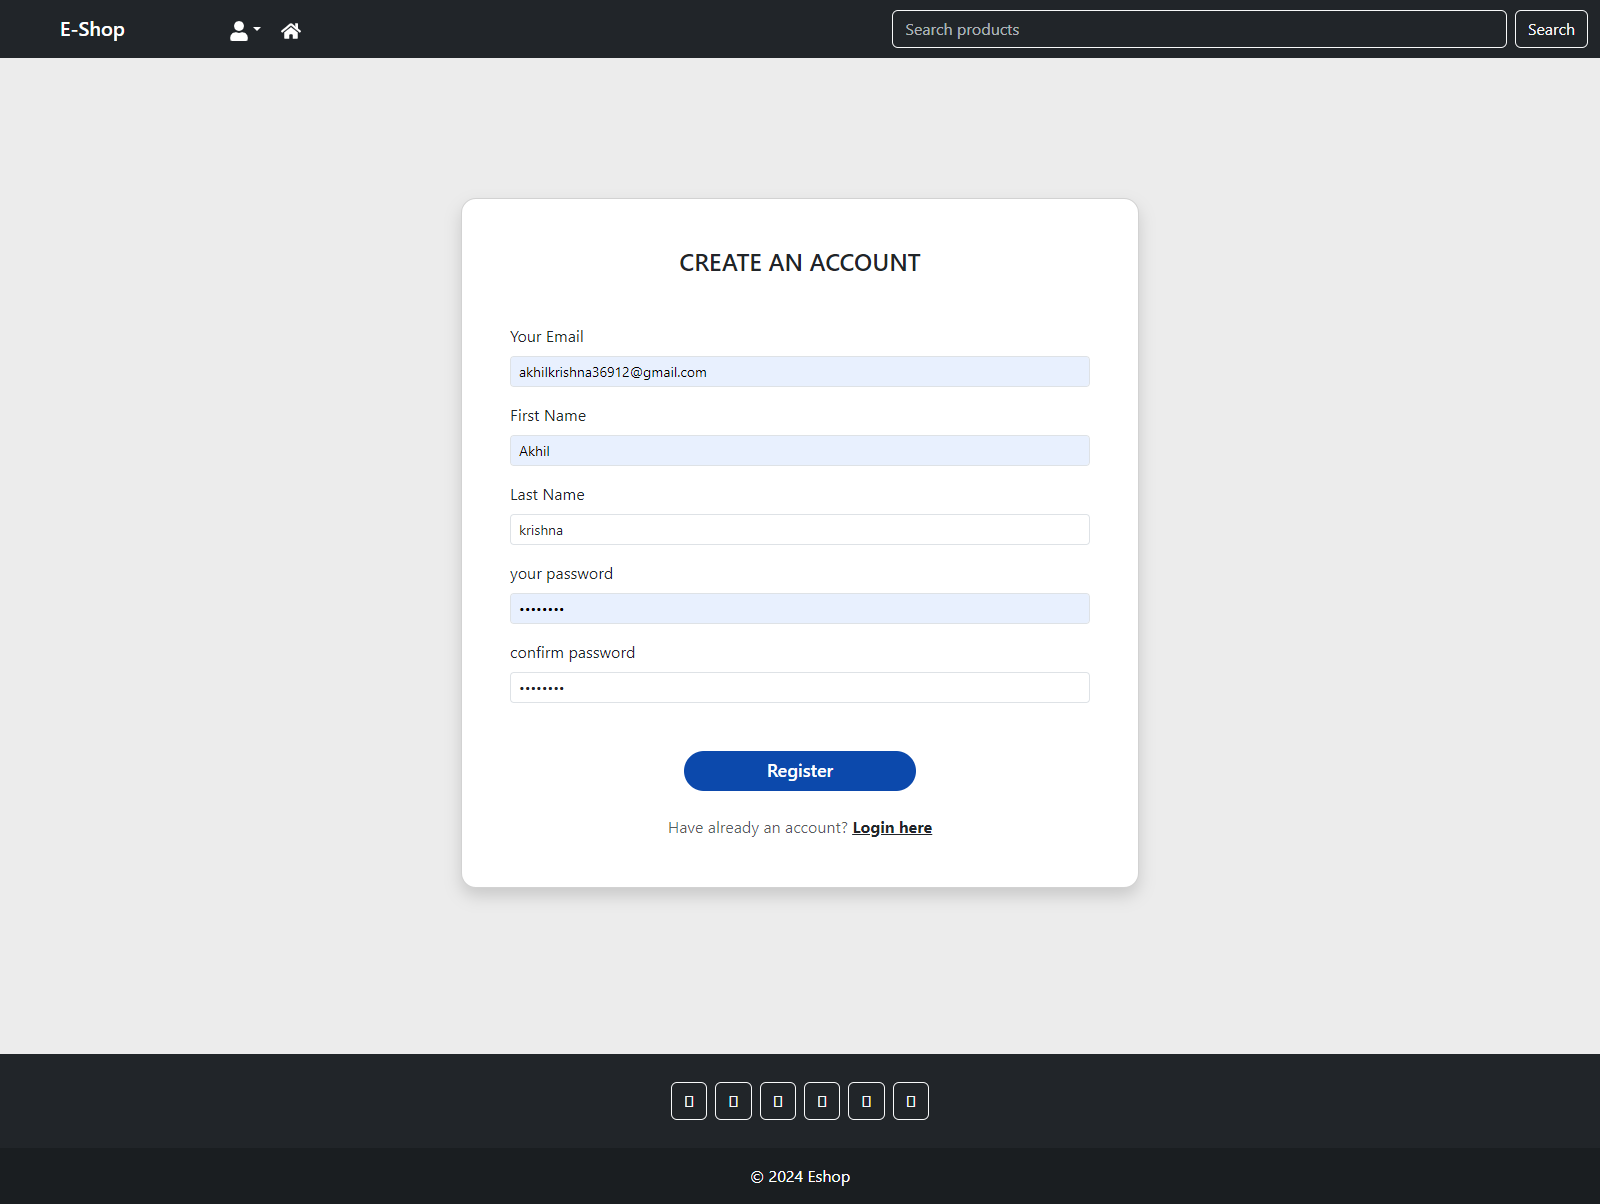 E-Shop
Search products
Search
CREATE AN ACCOUNT
Your Email
akhilkrishna36912@gmail.com
First Name
Akhil
Last Name
krishna
your password
••••••••
confirm password
••••••••
Register
Have already an account? Login here
© 2024 Eshop